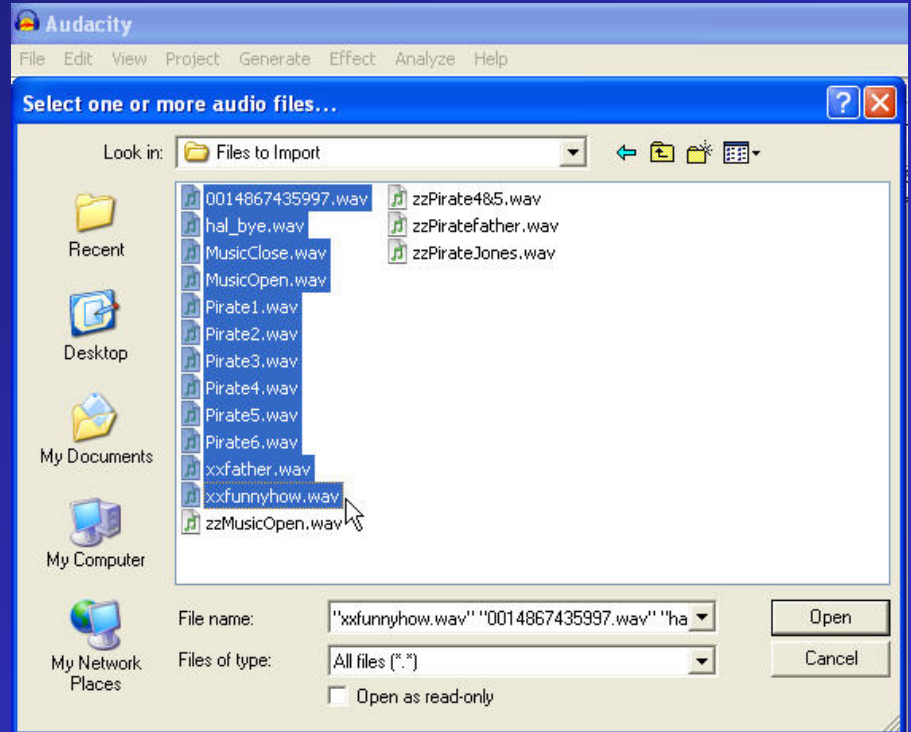 Audacity
File Edit View Project Generate Effect Analyze Help
Select one or more audio files...
Look in: Files to Import
Recent
Desktop
My Documents
My Computer
My Network
Places
0014867435997.wav
hal_bye.wav
MusicClose.wav
MusicOpen.wav
Pirate1.wav
Pirate2.wav
Pirate3.wav
Pirate4.wav
Pirate5.wav
Pirate6.wav
xxfather.wav
xxfunnyhow.wav
zzMusicOpen.wav
zzPirate4&5.wav
zzPiratefather.wav
zzPirateJones.wav
File name: "xxfunnyhow.wav" "0014867435997.wav" "ha
Open
Files of type: All files (*.*)
Cancel
Open as read-only